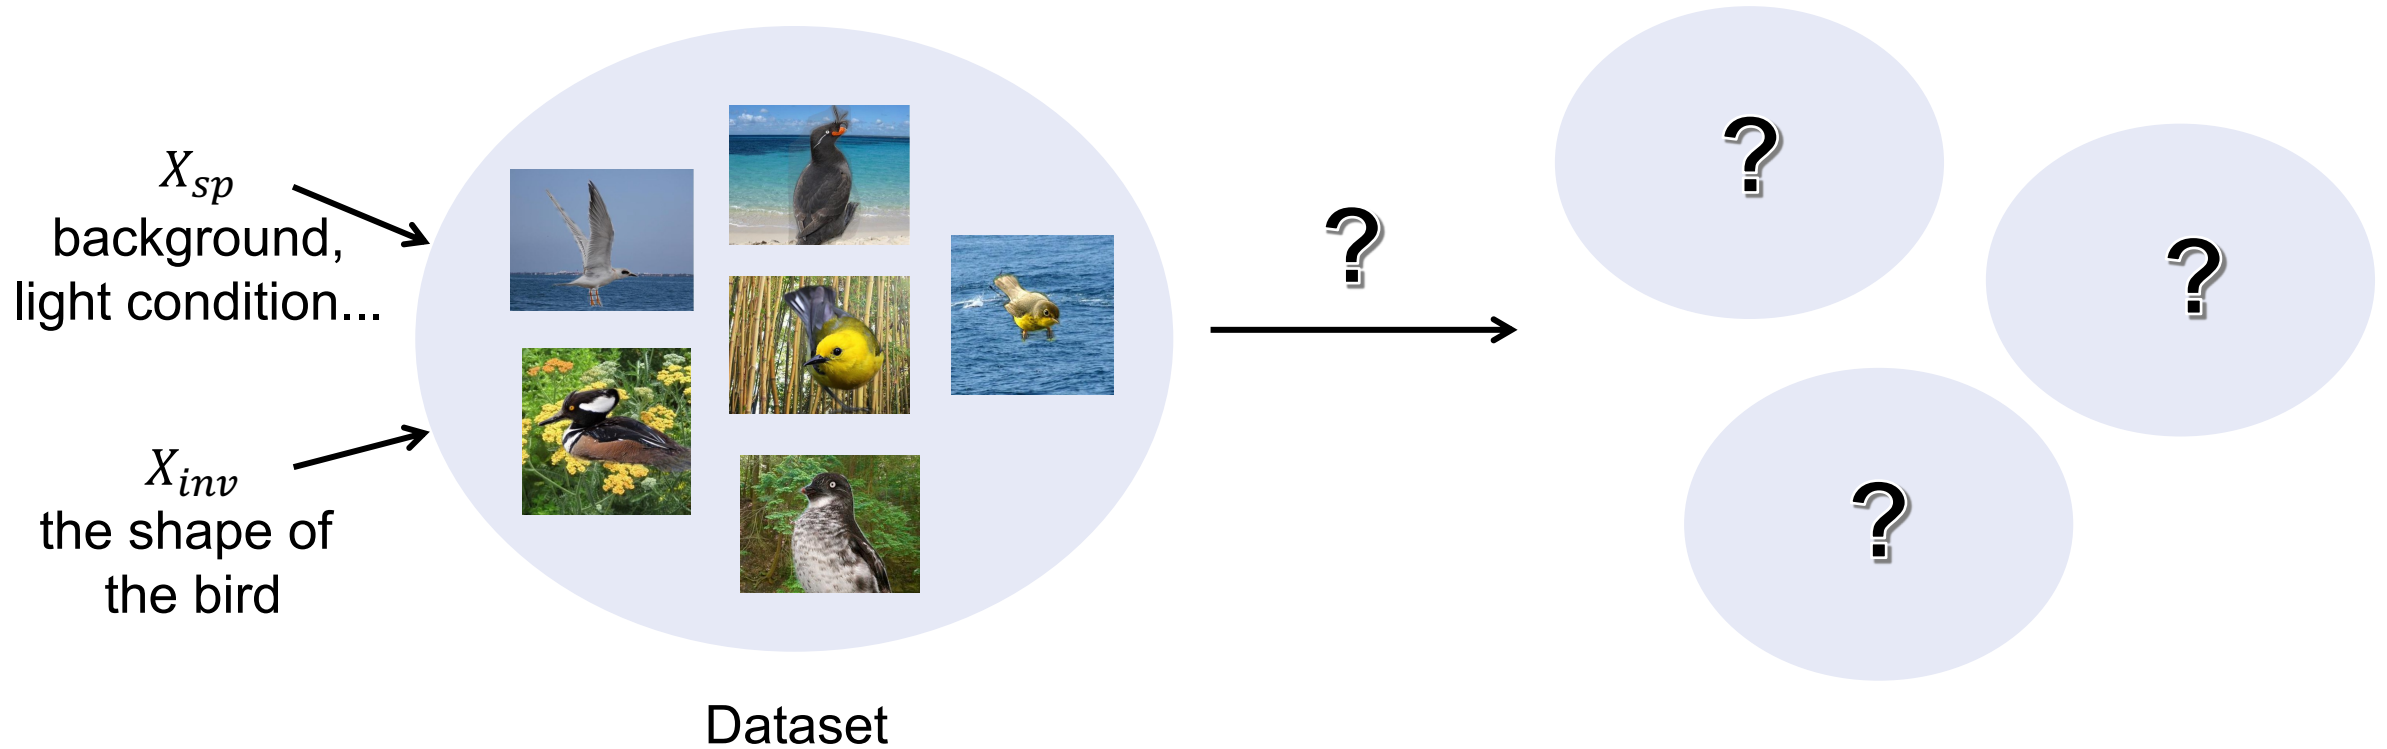 X_sp
background,
light condition...
X_inv
the shape of
the bird
Dataset
?
?
?
?